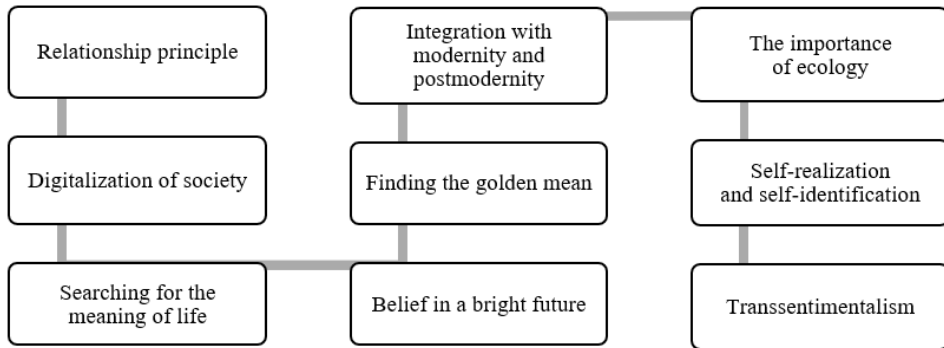 Relationship principle
Digitalization of society
Searching for the
meaning of life
Belief in a bright future
Finding the golden mean
Integration with
modernity and
postmodernity
The importance
of ecology
Self-realization
and self-identification
Transsentimentalism